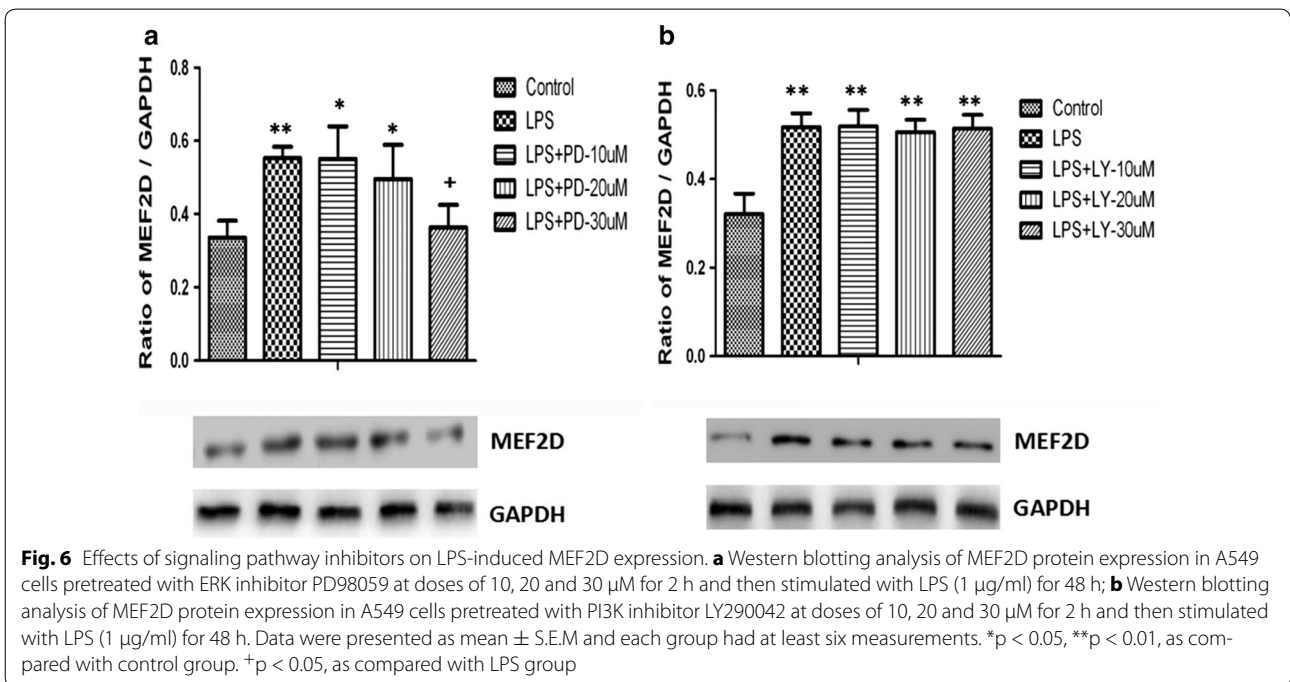 a
Ratio of MEF2D / GAPDH
0.8
0.6
0.4
0.2
0.0
**
*
*
+
Control
LPS
LPS+PD-10uM
LPS+PD-20uM
LPS+PD-30uM
MEF2D
GAPDH
b
Ratio of MEF2D / GAPDH
0.6
0.4
0.2
0.0
**
**
**
**
Control
LPS
LPS+LY-10uM
LPS+LY-20uM
LPS+LY-30uM
MEF2D
GAPDH
Fig. 6 Effects of signaling pathway inhibitors on LPS-induced MEF2D expression. a Western blotting analysis of MEF2D protein expression in A549
cells pretreated with ERK inhibitor PD98059 at doses of 10, 20 and 30 µM for 2 h and then stimulated with LPS (1 µg/ml) for 48 h; b Western blotting
analysis of MEF2D protein expression in A549 cells pretreated with PI3K inhibitor LY290042 at doses of 10, 20 and 30 µM for 2 h and then stimulated
with LPS (1 µg/ml) for 48 h. Data were presented as mean ± S.E.M and each group had at least six measurements. *p < 0.05, **p < 0.01, as com-
pared with control group. +p < 0.05, as compared with LPS group